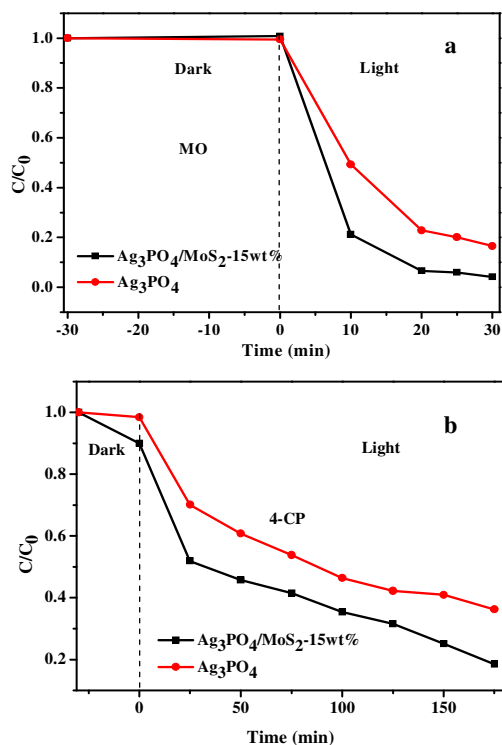 a
1.0
Dark
Light
0.8
0.6
MO
C/C₀
0.4
0.2
Ag₃PO₄/MoS₂-15wt%
Ag₃PO₄
0.0
-30 -20 -10 0 10 20 30
Time (min)
b
1.0
Dark
Light
0.8
4-CP
C/C₀
0.6
0.4
Ag₃PO₄/MoS₂-15wt%
Ag₃PO₄
0.2
0 50 100 150
Time (min)